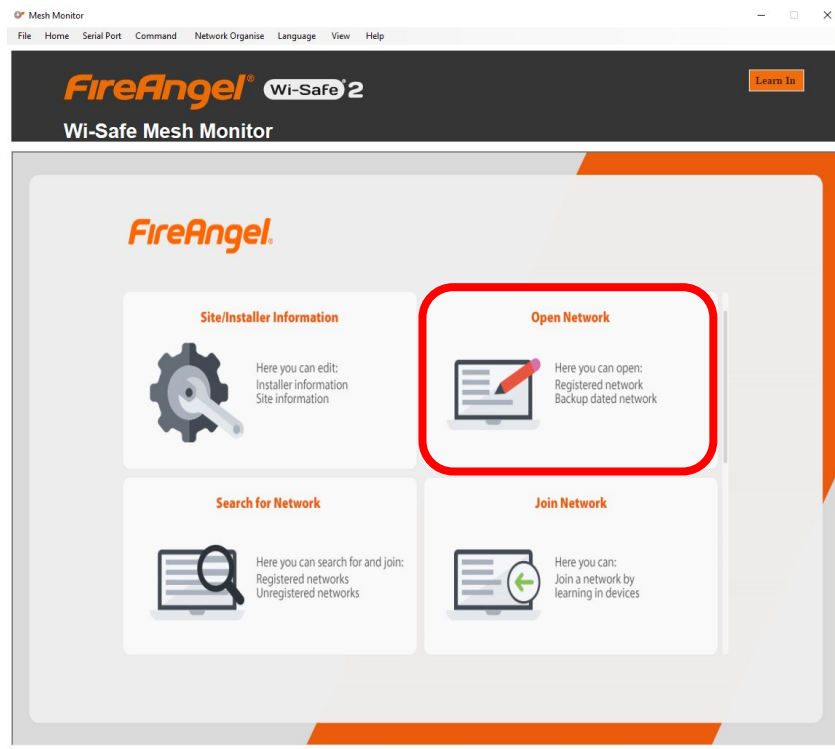 Mesh Monitor
File Home Serial Port Command Network Organise Language View Help
FireAngel® Wi-Safe 2
Learn In
Wi-Safe Mesh Monitor
FireAngel®
Site/Installer Information
Here you can edit:
Installer information
Site information
Open Network
Here you can open:
Registered network
Backup dated network
Search for Network
Here you can search for and join:
Registered networks
Unregistered networks
Join Network
Here you can:
Join a network by
learning in devices